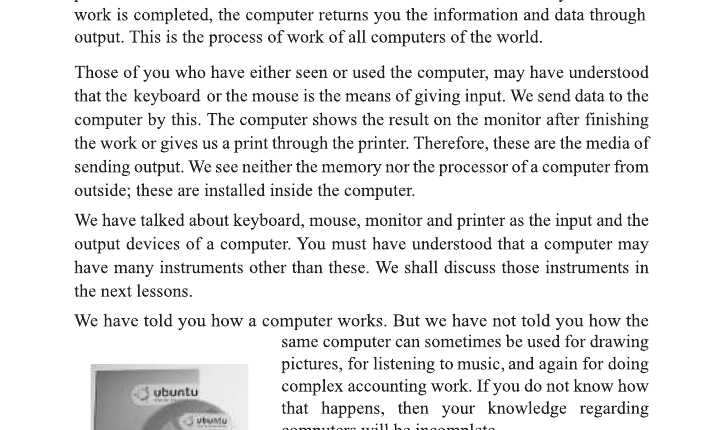 work is completed, the computer returns you the information and data through
output. This is the process of work of all computers of the world.
Those of you who have either seen or used the computer, may have understood
that the keyboard or the mouse is the means of giving input. We send data to the
computer by this. The computer shows the result on the monitor after finishing
the work or gives us a print through the printer. Therefore, these are the media of
sending output. We see neither the memory nor the processor of a computer from
outside; these are installed inside the computer.
We have talked about keyboard, mouse, monitor and printer as the input and the
output devices of a computer. You must have understood that a computer may
have many instruments other than these. We shall discuss those instruments in
the next lessons.
We have told you how a computer works. But we have not told you how the
same computer can sometimes be used for drawing
pictures, for listening to music, and again for doing
complex accounting work. If you do not know how
that happens, then your knowledge regarding
computers will be incomplete
ubuntu
ubuntu